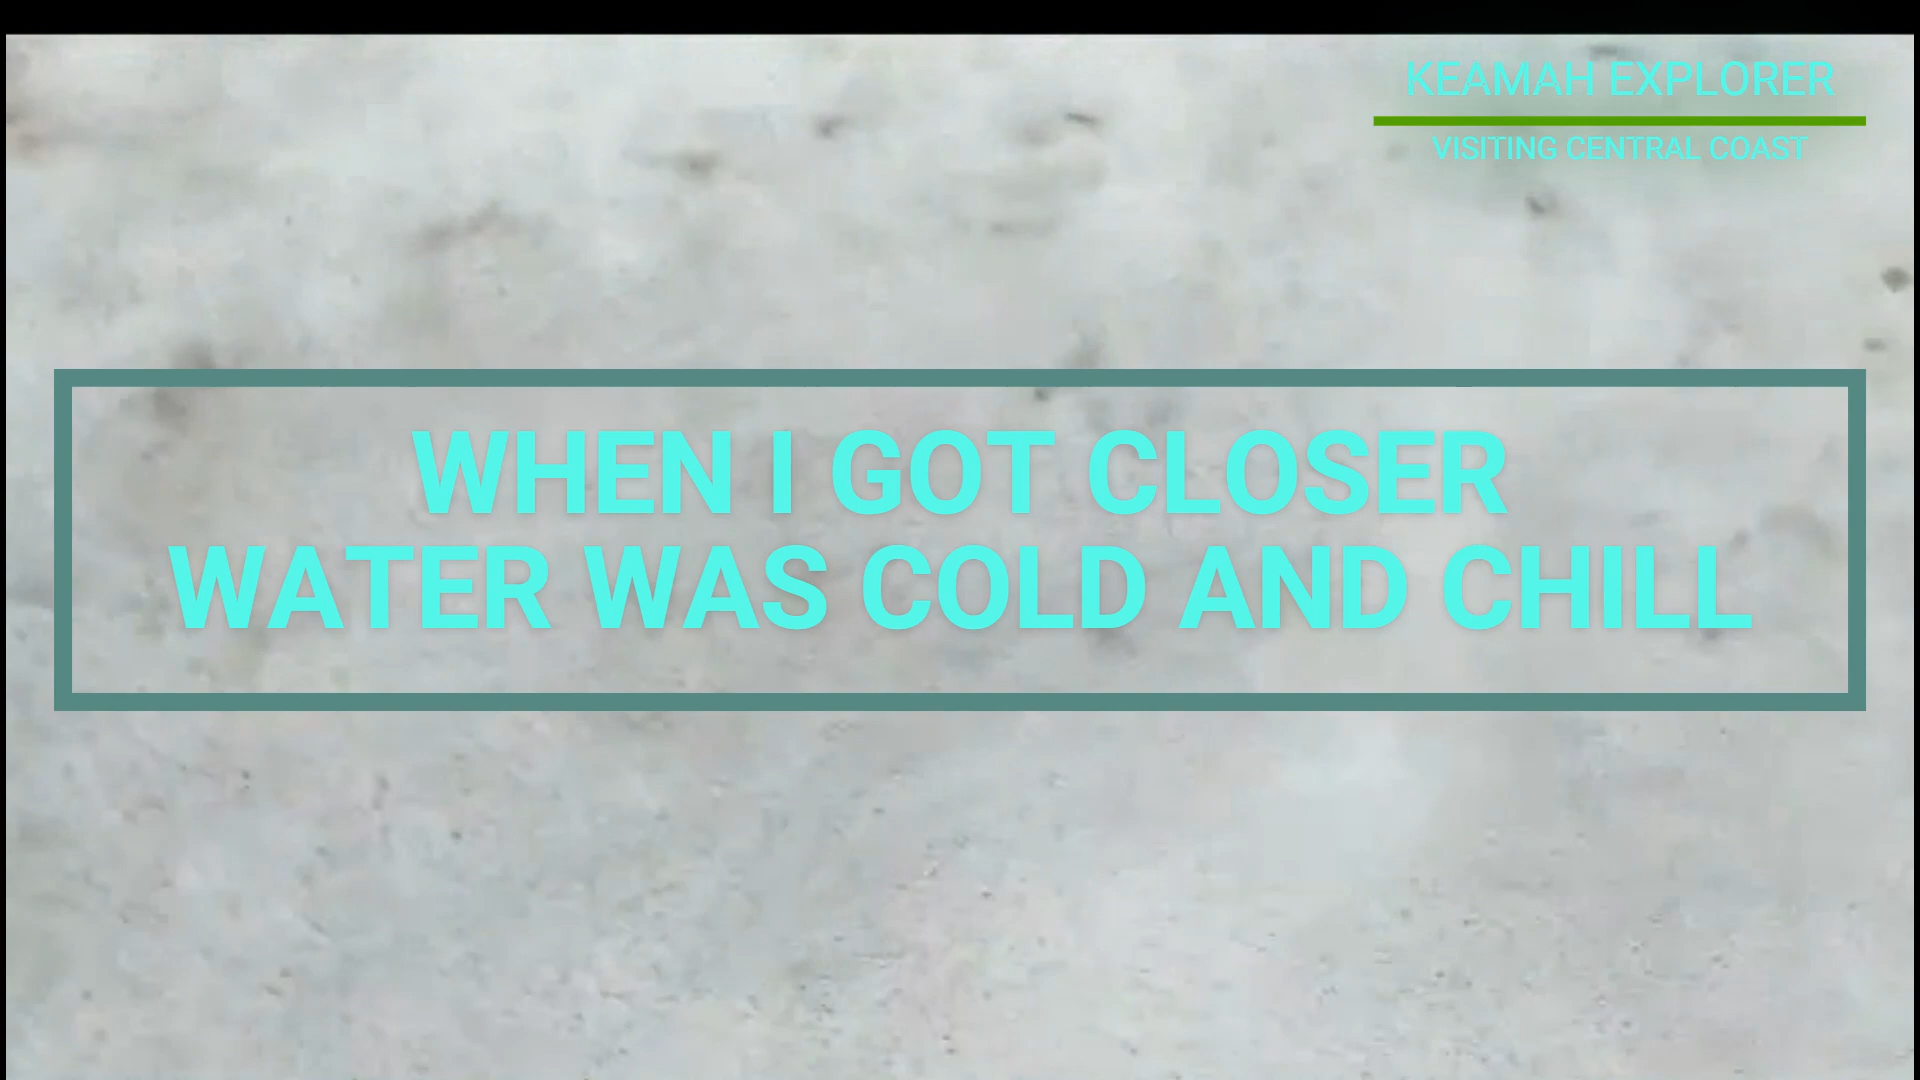 KEAMAH EXPLORER
VISITING CENTRAL COAST
WHEN I GOT CLOSER
WATER WAS COLD AND CHILL